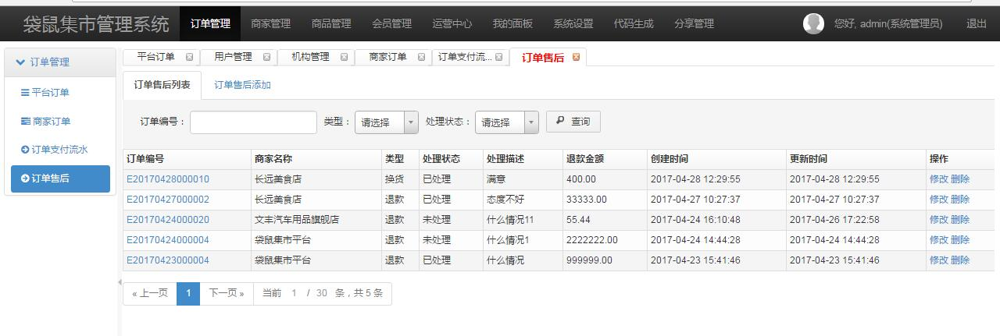 袋鼠集市管理系统 订单管理 商家管理 商品管理 会员管理 运营中心 我的面板 系统设置 代码生成 分享管理 您好, admin(系统管理员) 退出
订单管理
平台订单
商家订单
订单支付流水
订单售后
平台订单 用户管理 机构管理 商家订单 订单支付流... 订单售后
订单售后列表 订单售后添加
订单编号： 类型： 请选择 处理状态： 请选择 查询
订单编号 商家名称 类型 处理状态 处理描述 退款金额 创建时间 更新时间 操作
E20170428000010 长远美食店 换货 已处理 满意 400.00 2017-04-28 12:29:55 2017-04-28 12:29:55 修改 删除
E20170427000002 长远美食店 退款 已处理 态度不好 33333.00 2017-04-27 10:27:37 2017-04-27 10:27:37 修改 删除
E20170424000020 文丰汽车用品旗舰店 退款 未处理 什么情况11 55.44 2017-04-24 16:10:48 2017-04-26 17:22:58 修改 删除
E20170424000004 袋鼠集市平台 退款 未处理 什么情况1 2222222.00 2017-04-24 14:44:28 2017-04-24 14:44:28 修改 删除
E20170423000004 袋鼠集市平台 退款 已处理 什么情况 999999.00 2017-04-23 15:41:46 2017-04-23 15:41:46 修改 删除
« 上一页 1 下一页 » 当前 1 / 30 条，共 5 条